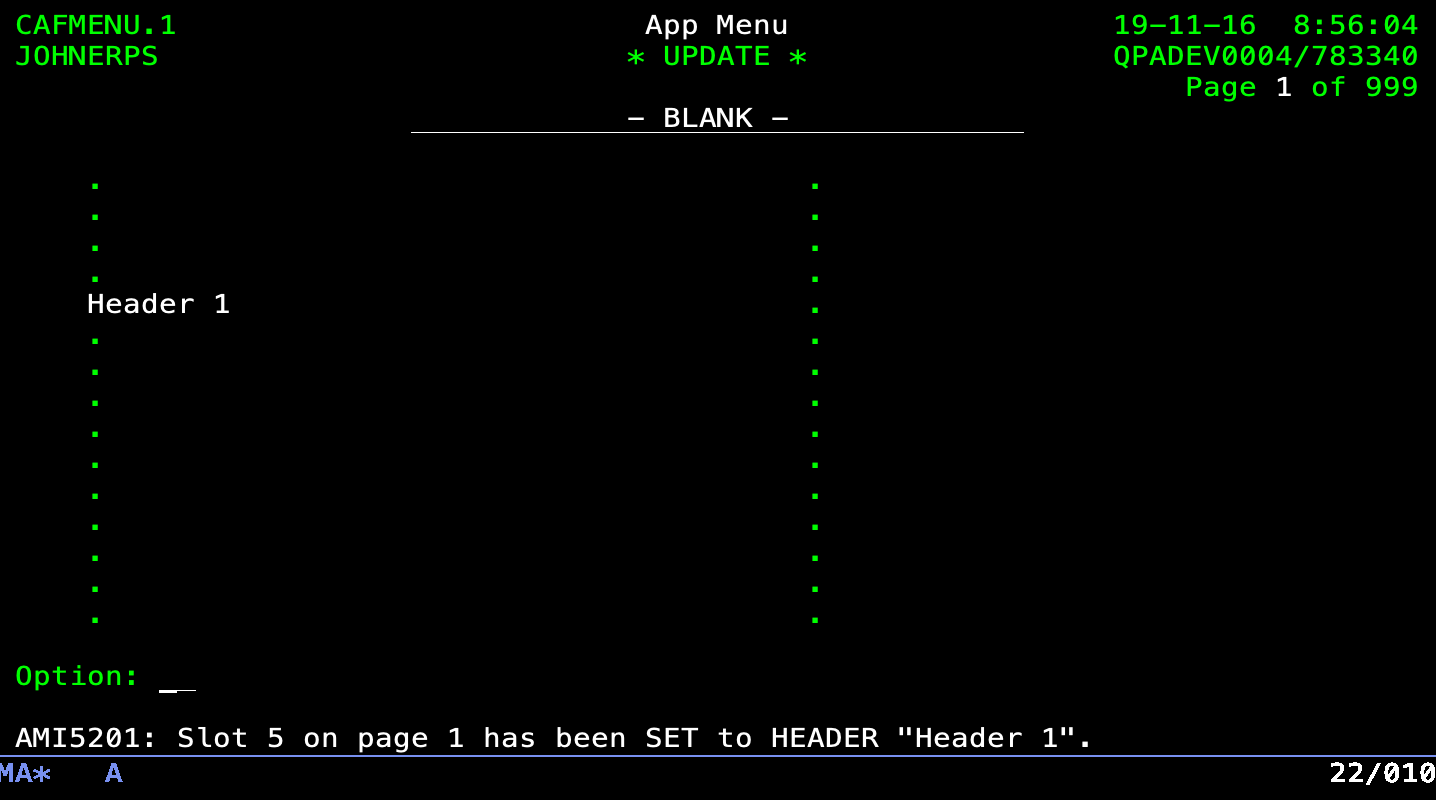 CAFMENU.1 App Menu 19-11-16 8:56:04
JOHNERPS * UPDATE * QPADEV0004/783340
Page 1 of 999
- BLANK -
. .
. .
. .
. .
Header 1 .
. .
. .
. .
. .
. .
. .
. .
. .
. .
. .
Option: __
AMI5201: Slot 5 on page 1 has been SET to HEADER "Header 1".
MA* A 22/010